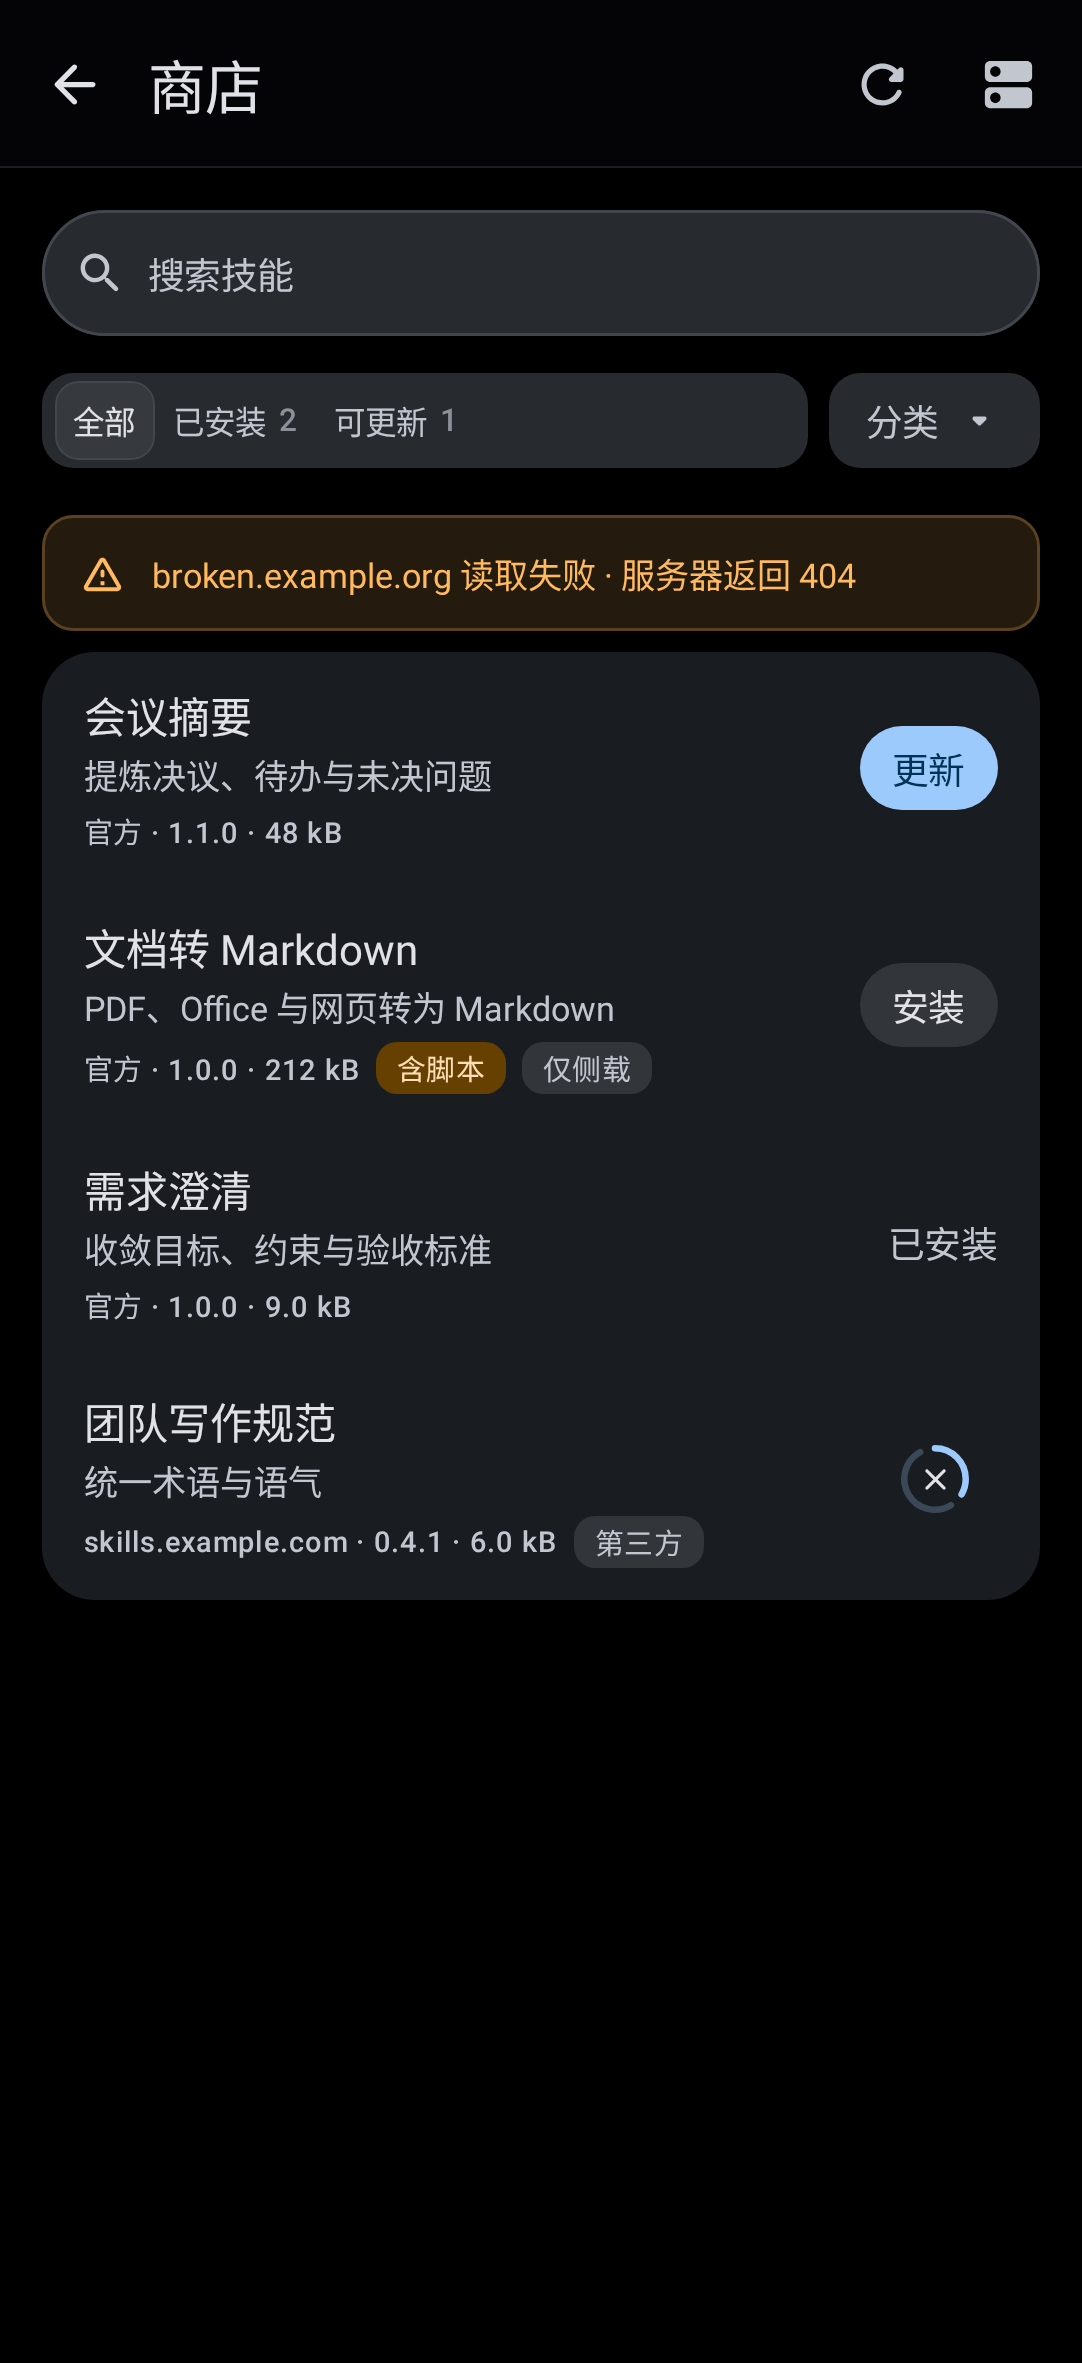 商店
搜索技能
全部 已安装 2 可更新 1 分类
broken.example.org 读取失败 · 服务器返回 404
会议摘要
提炼决议、待办与未决问题
官方 · 1.1.0 · 48 kB
更新
文档转 Markdown
PDF、Office 与网页转为 Markdown
官方 · 1.0.0 · 212 kB 含脚本 仅侧载
安装
需求澄清
收敛目标、约束与验收标准
官方 · 1.0.0 · 9.0 kB
已安装
团队写作规范
统一术语与语气
skills.example.com · 0.4.1 · 6.0 kB 第三方